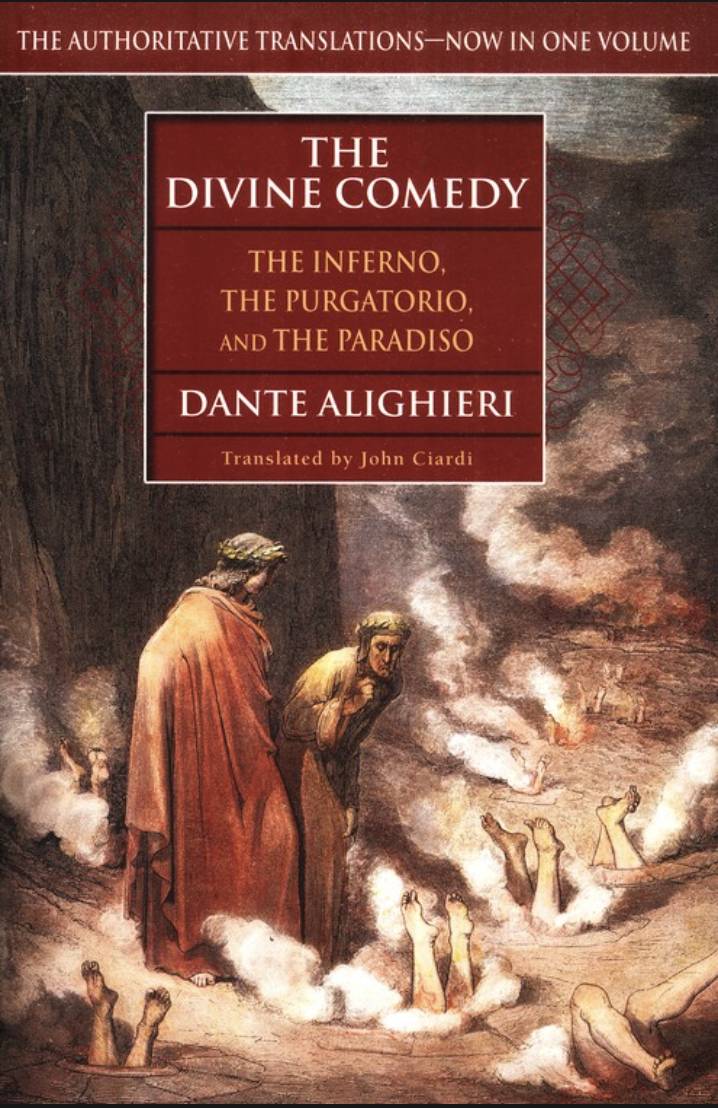 THE AUTHORITATIVE TRANSLATIONS—NOW IN ONE VOLUME
THE
DIVINE COMEDY
THE INFERNO,
THE PURGATORIO,
AND THE PARADISO
DANTE ALIGHIERI
Translated by John Ciardi